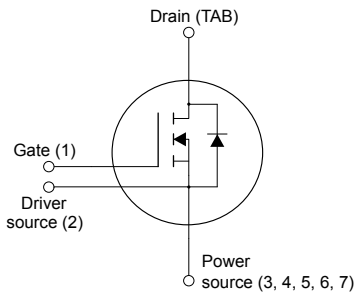 Drain (TAB)
Gate (1)
Driver
source (2)
Power
source (3, 4, 5, 6, 7)